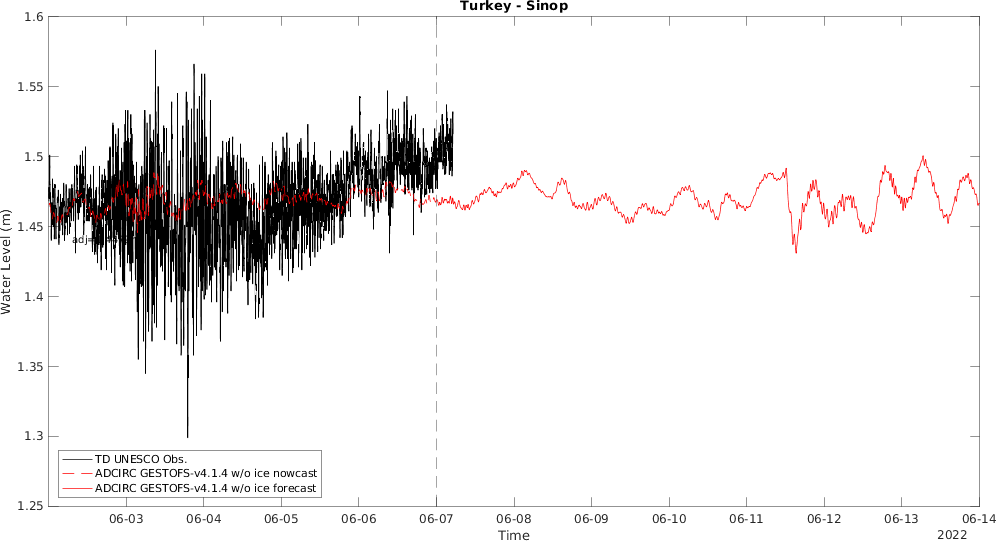 Turkey - Sinop
1.6
1.55
1.5
1.45
1.4
1.35
1.3
1.25
Water Level (m)
adj=
TD UNESCO Obs.
ADCIRC GESTOFS-v4.1.4 w/o ice nowcast
ADCIRC GESTOFS-v4.1.4 w/o ice forecast
06-03 06-04 06-05 06-06 06-07 06-08 06-09 06-10 06-11 06-12 06-13 06-14
Time
2022